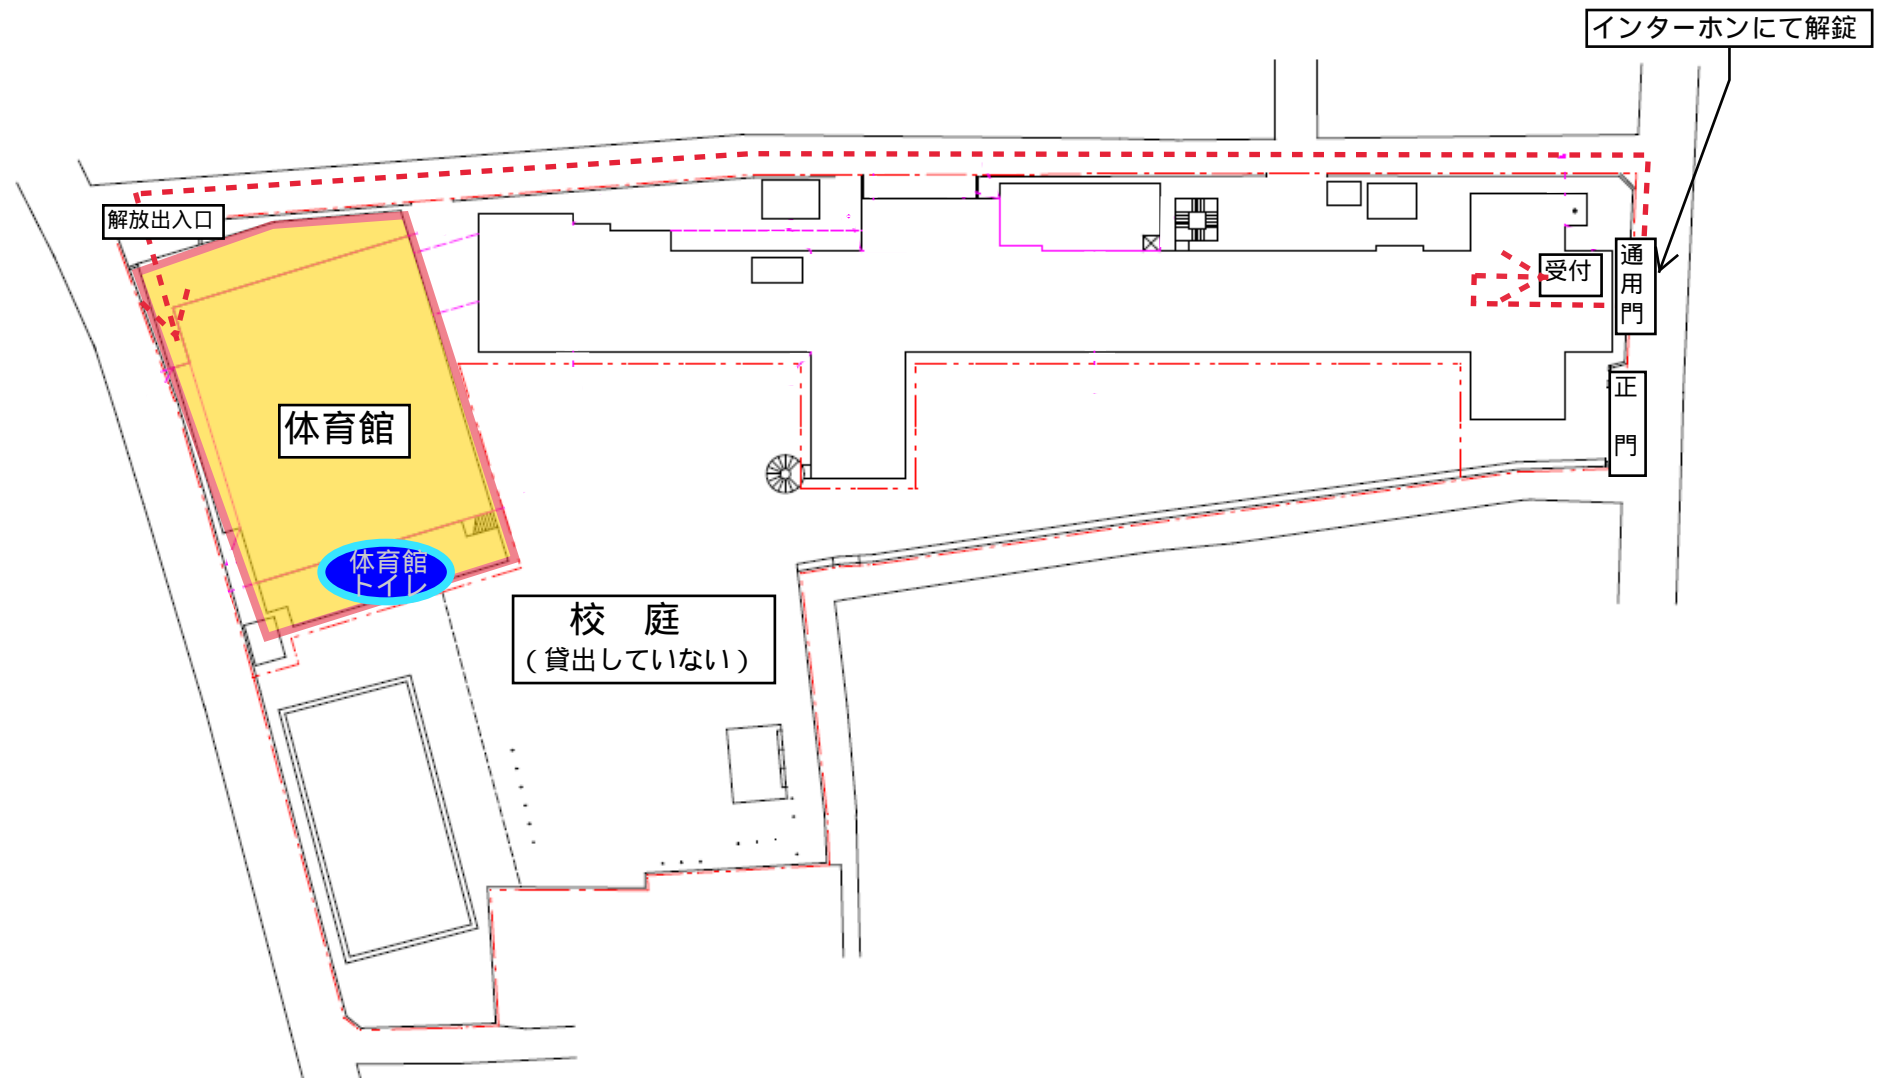 インターホンにて解錠
解放出入口
受付
通用門
正門
体育館
体育館
トイレ
校　庭
（貸出していない）